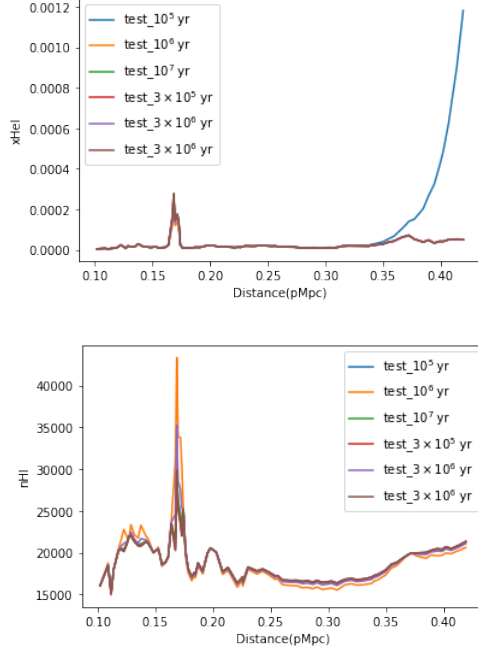 0.0012
0.0010
0.0008
0.0006
0.0004
0.0002
0.0000
xHeI
test_10⁵ yr
test_10⁶ yr
test_10⁷ yr
test_3 × 10⁵ yr
test_3 × 10⁶ yr
test_3 × 10⁶ yr
0.10 0.15 0.20 0.25 0.30 0.35 0.40
Distance(pMpc)
40000
35000
30000
25000
20000
15000
nHI
test_10⁵ yr
test_10⁶ yr
test_10⁷ yr
test_3 × 10⁵ yr
test_3 × 10⁶ yr
test_3 × 10⁶ yr
0.10 0.15 0.20 0.25 0.30 0.35 0.40
Distance(pMpc)